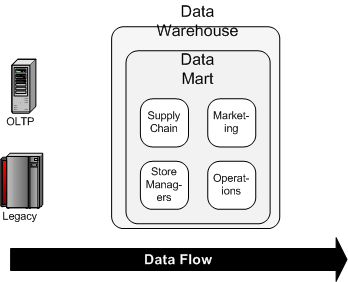 Data
Warehouse
Data
Mart
OLTP
Supply
Chain
Market-
ing
Store
Manag-
ers
Operat-
ions
Legacy
Data Flow